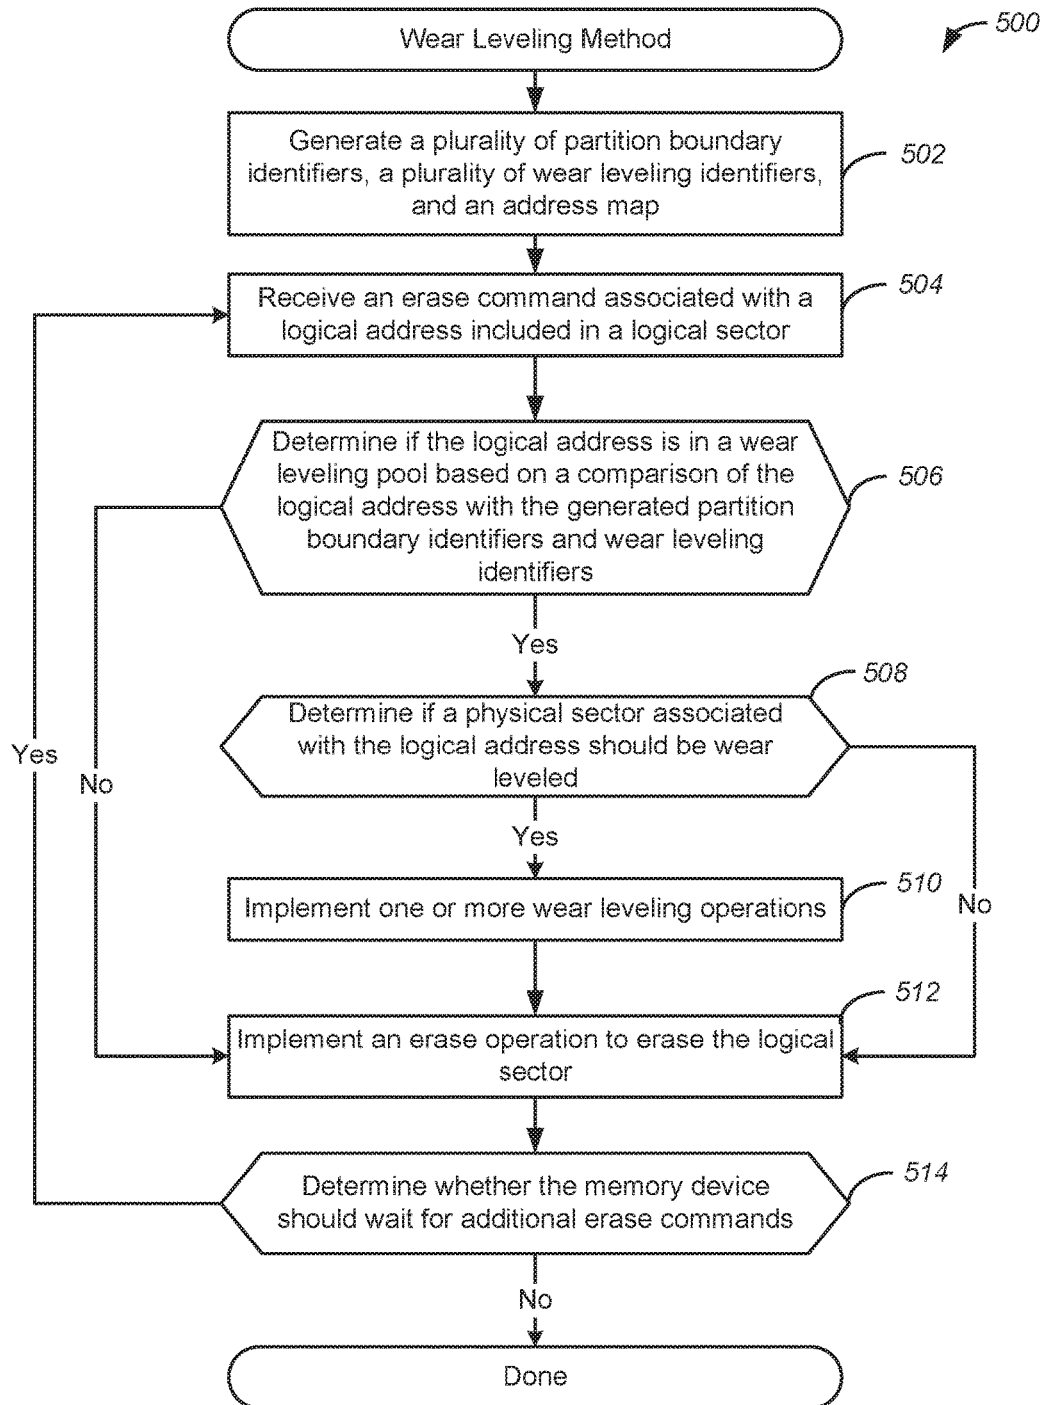 Wear Leveling Method
500
Generate a plurality of partition boundary
identifiers, a plurality of wear leveling identifiers,
and an address map
502
Receive an erase command associated with a
logical address included in a logical sector
504
Determine if the logical address is in a wear
leveling pool based on a comparison of the
logical address with the generated partition
boundary identifiers and wear leveling
identifiers
506
Yes
508
Determine if a physical sector associated
with the logical address should be wear
leveled
Yes
No
Yes
510
Implement one or more wear leveling operations
No
512
Implement an erase operation to erase the logical
sector
514
Determine whether the memory device
should wait for additional erase commands
No
Done